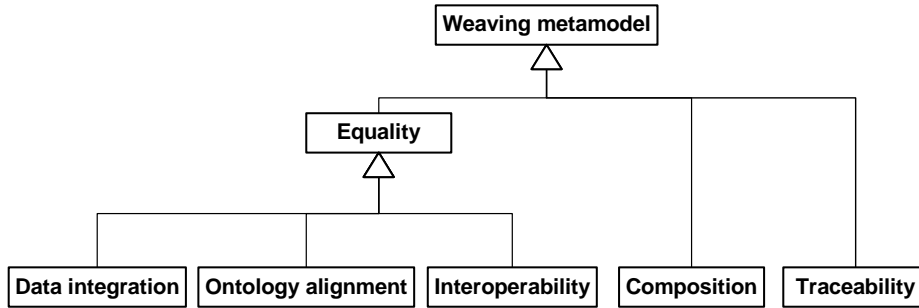 Weaving metamodel
Equality
Data integration
Ontology alignment
Interoperability
Composition
Traceability